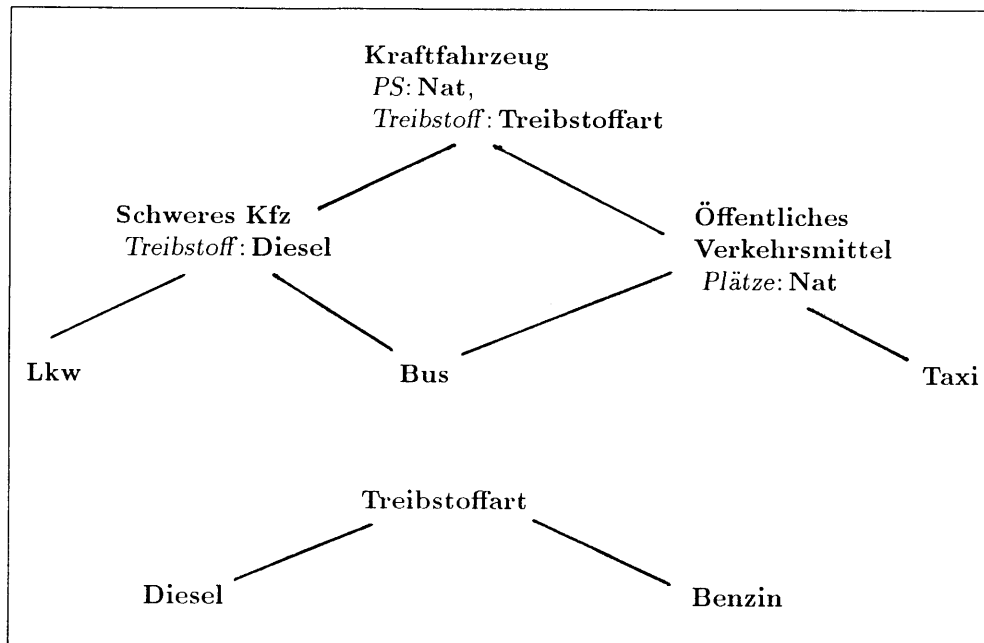 Kraftfahrzeug
PS: Nat,
Treibstoff: Treibstoffart
Schweres Kfz
Treibstoff: Diesel
Öffentliches
Verkehrsmittel
Plätze: Nat
Lkw
Bus
Taxi
Treibstoffart
Diesel
Benzin